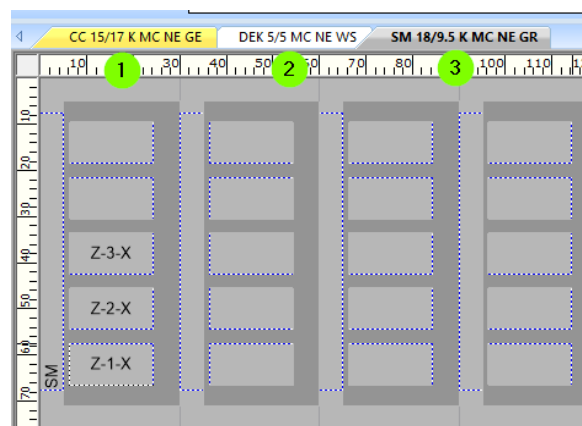 CC 15/17 K MC NE GE
DEK 5/5 MC NE WS
SM 18/9.5 K MC NE GR
1
2
3
10 30 40 50 70 80 100 110
10
20
30
40
50
60
70
Z-3-X
Z-2-X
Z-1-X
SM